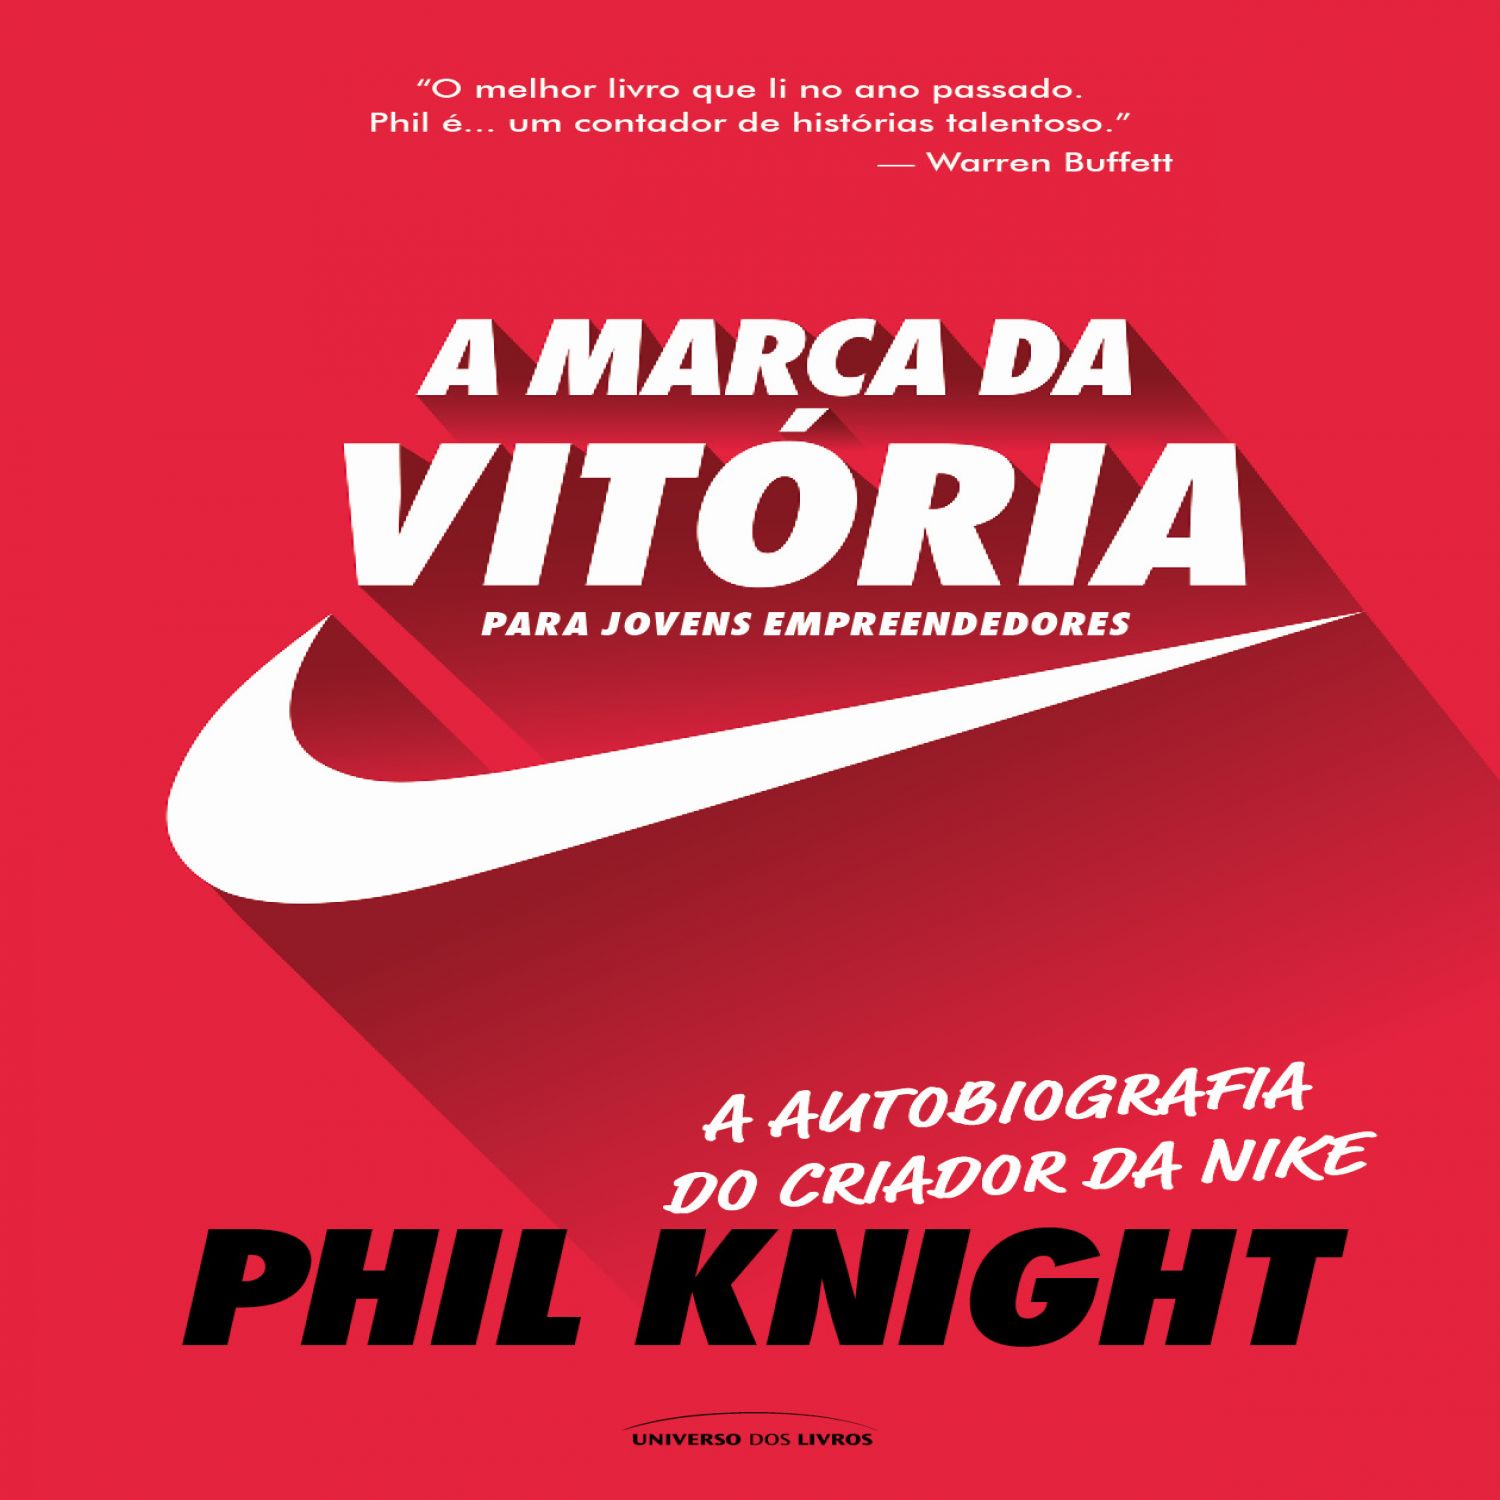 “O melhor livro que li no ano passado.
Phil é... um contador de histórias talentoso.”
— Warren Buffett
A MARCA DA
VITÓRIA
PARA JOVENS EMPREENDEDORES
A AUTOBIOGRAFIA
DO CRIADOR DA NIKE
PHIL KNIGHT
UNIVERSO DOS LIVROS